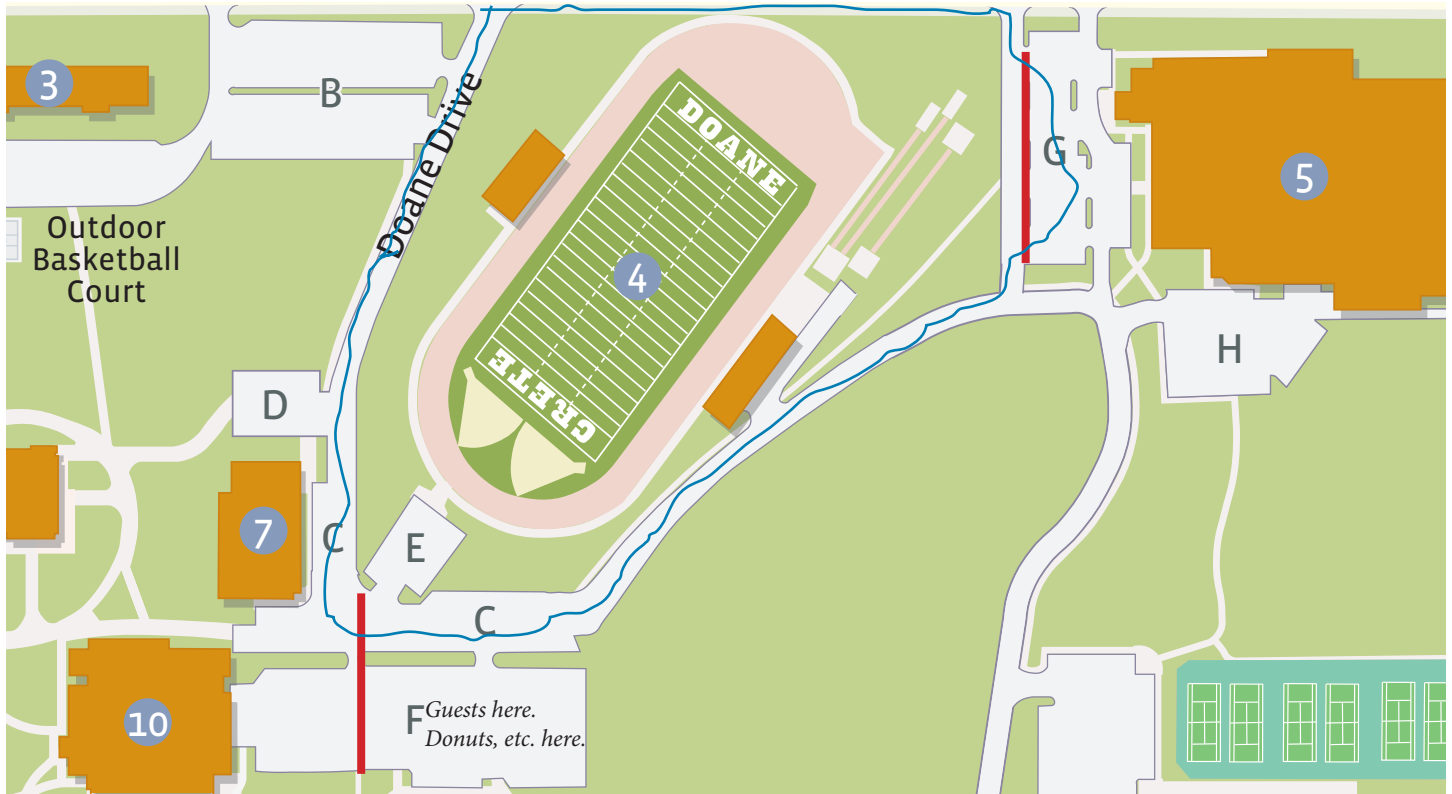 3
B
Doane Drive
DOANE
G
5
Outdoor
Basketball
Court
4
H
CRETE
D
7
C
E
C
10
F
Guests here.
Donuts, etc. here.